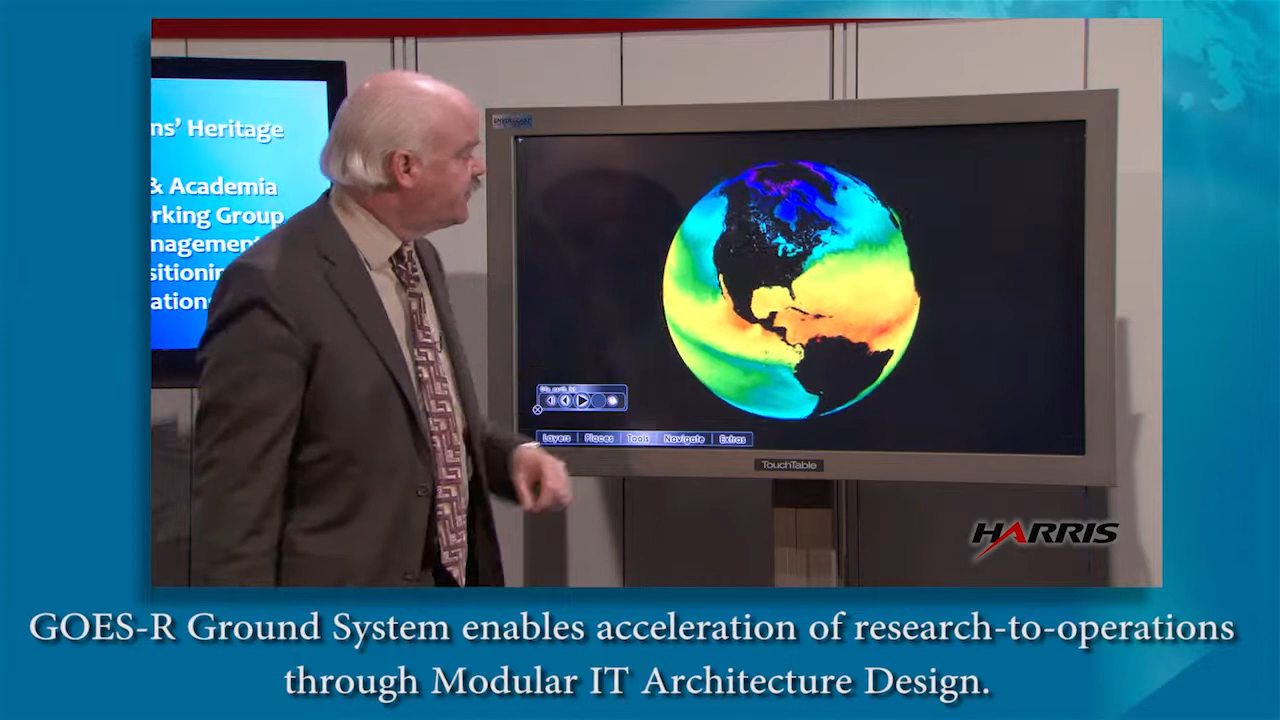 ns' Heritage
& Academia
rking Group
nagement
sitionin
ations
Layers | Places | Tools | Navigate | Extras
TouchTable
HARRIS
GOES-R Ground System enables acceleration of research-to-operations
through Modular IT Architecture Design.